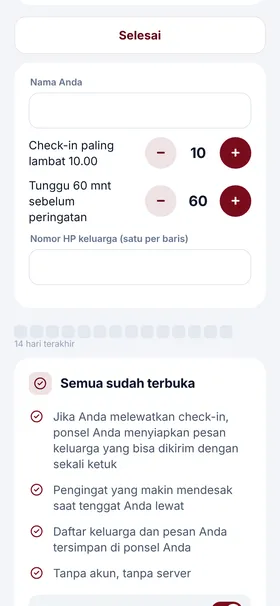 Selesai
Nama Anda
Check-in paling
lambat 10.00
− 10 +
Tunggu 60 mnt
sebelum
peringatan
− 60 +
Nomor HP keluarga (satu per baris)
14 hari terakhir
Semua sudah terbuka
Jika Anda melewatkan check-in,
ponsel Anda menyiapkan pesan
keluarga yang bisa dikirim dengan
sekali ketuk
Pengingat yang makin mendesak
saat tenggat Anda lewat
Daftar keluarga dan pesan Anda
tersimpan di ponsel Anda
Tanpa akun, tanpa server